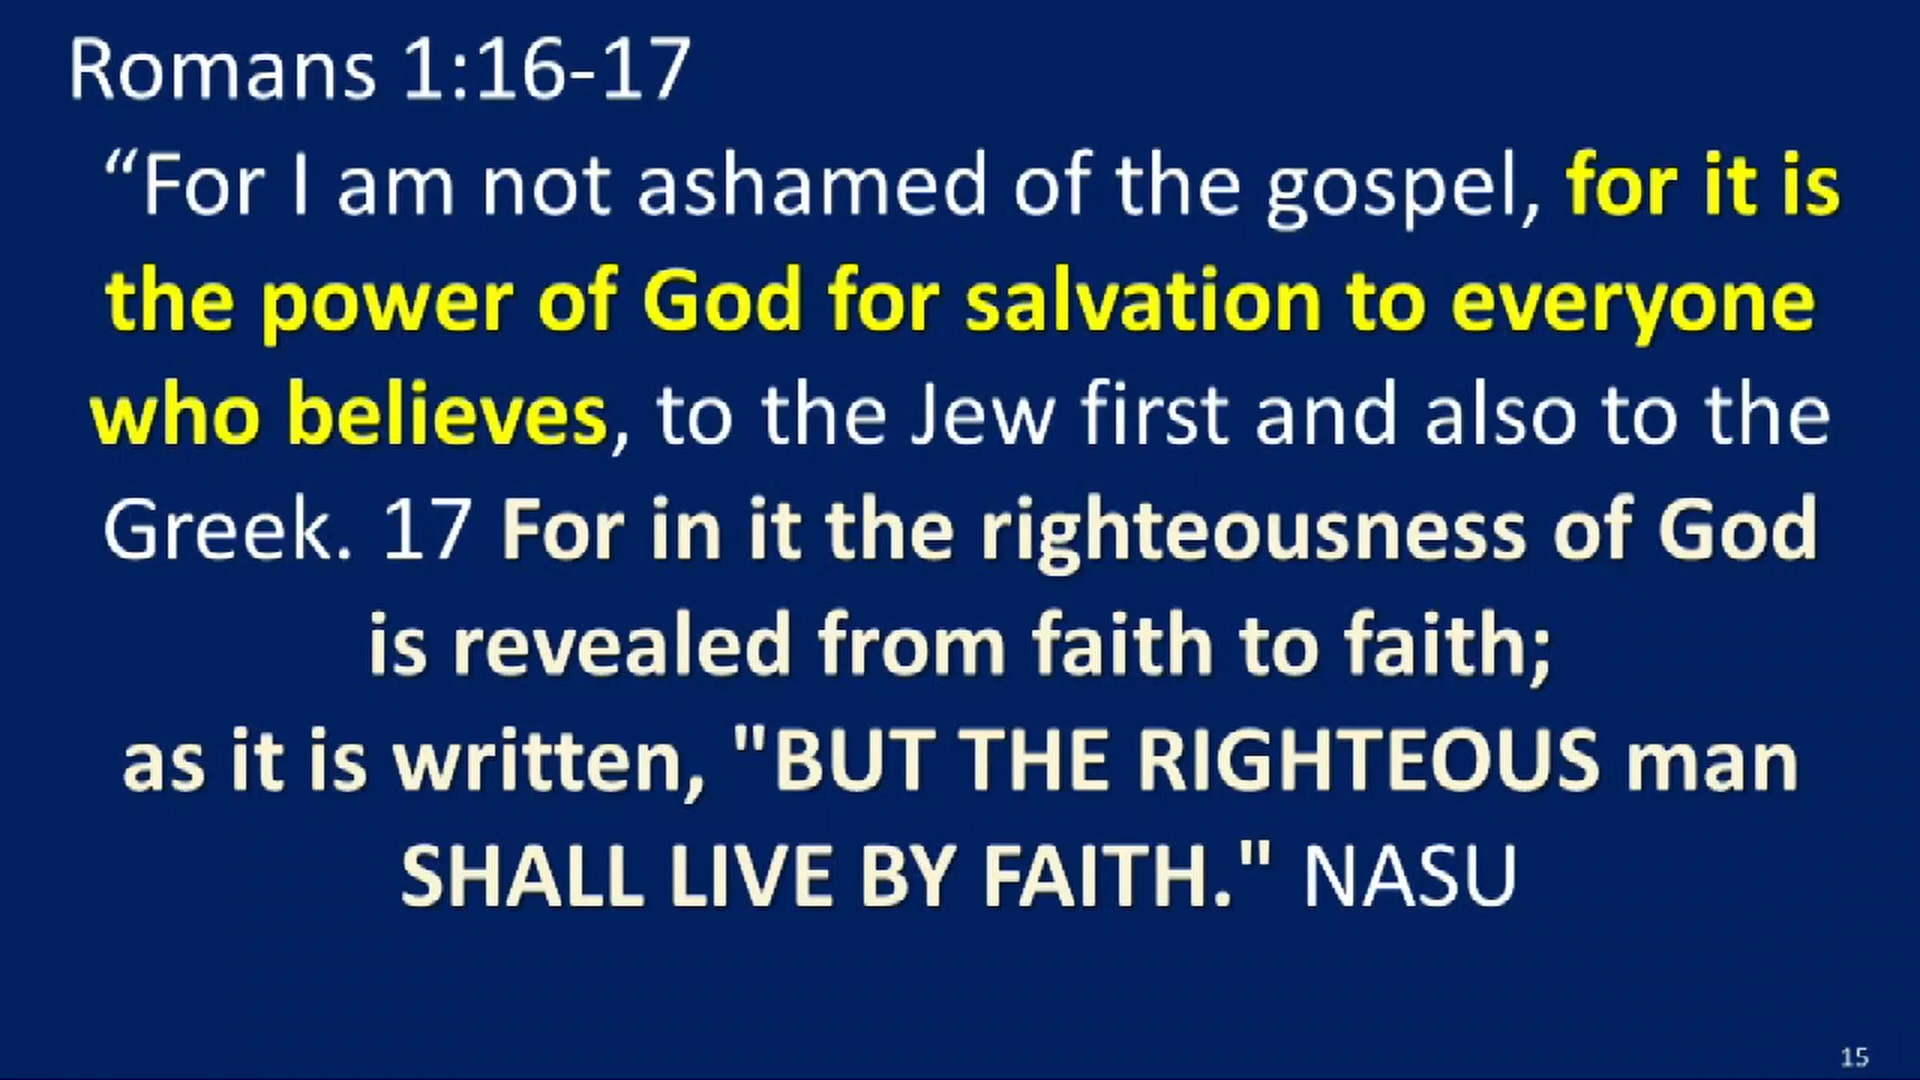 Romans 1:16-17
“For I am not ashamed of the gospel, for it is
the power of God for salvation to everyone
who believes, to the Jew first and also to the
Greek. 17 For in it the righteousness of God
is revealed from faith to faith;
as it is written, "BUT THE RIGHTEOUS man
SHALL LIVE BY FAITH." NASU
15